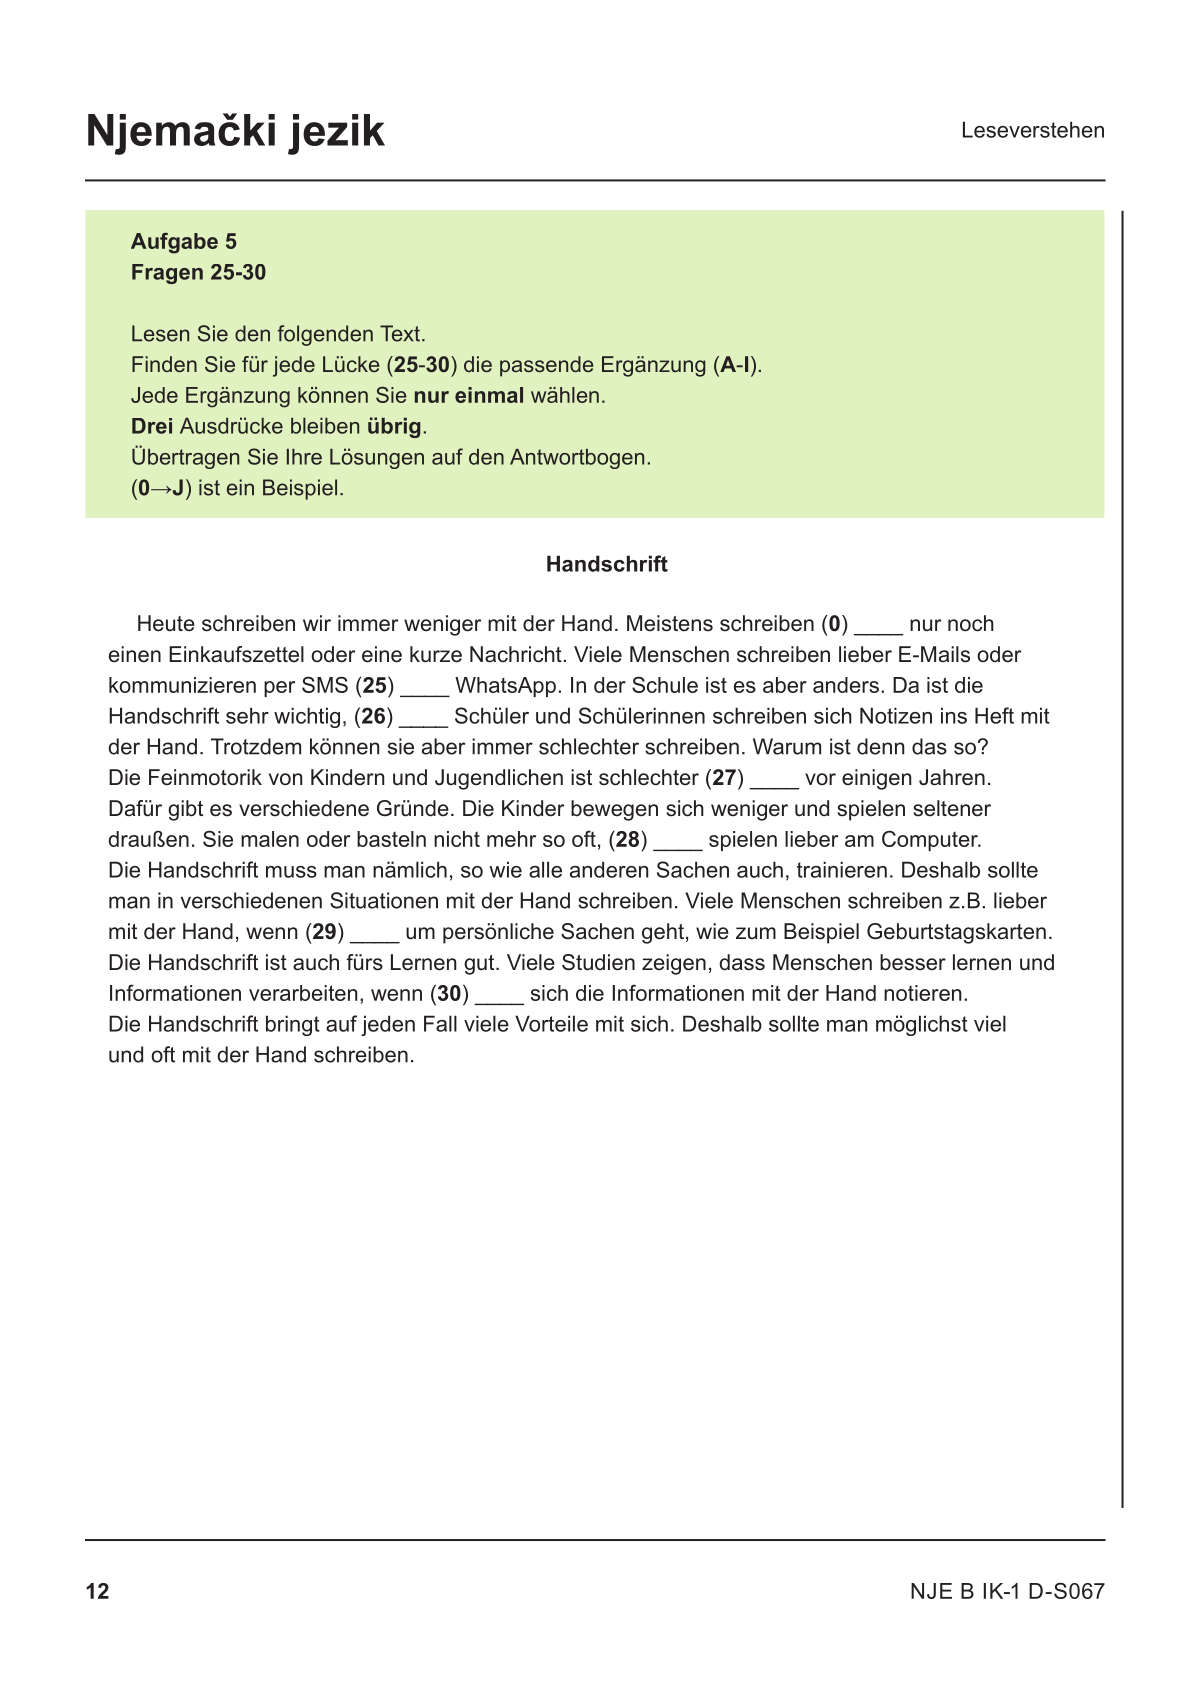 Njemački jezik
Leseverstehen
Aufgabe 5
Fragen 25-30
Lesen Sie den folgenden Text.
Finden Sie für jede Lücke (25-30) die passende Ergänzung (A-I).
Jede Ergänzung können Sie nur einmal wählen.
Drei Ausdrücke bleiben übrig.
Übertragen Sie Ihre Lösungen auf den Antwortbogen.
(0→J) ist ein Beispiel.
Handschrift
Heute schreiben wir immer weniger mit der Hand. Meistens schreiben (0) ____ nur noch
einen Einkaufszettel oder eine kurze Nachricht. Viele Menschen schreiben lieber E-Mails oder
kommunizieren per SMS (25) ____ WhatsApp. In der Schule ist es aber anders. Da ist die
Handschrift sehr wichtig, (26) ____ Schüler und Schülerinnen schreiben sich Notizen ins Heft mit
der Hand. Trotzdem können sie aber immer schlechter schreiben. Warum ist denn das so?
Die Feinmotorik von Kindern und Jugendlichen ist schlechter (27) ____ vor einigen Jahren.
Dafür gibt es verschiedene Gründe. Die Kinder bewegen sich weniger und spielen seltener
draußen. Sie malen oder basteln nicht mehr so oft, (28) ____ spielen lieber am Computer.
Die Handschrift muss man nämlich, so wie alle anderen Sachen auch, trainieren. Deshalb sollte
man in verschiedenen Situationen mit der Hand schreiben. Viele Menschen schreiben z.B. lieber
mit der Hand, wenn (29) ____ um persönliche Sachen geht, wie zum Beispiel Geburtstagskarten.
Die Handschrift ist auch fürs Lernen gut. Viele Studien zeigen, dass Menschen besser lernen und
Informationen verarbeiten, wenn (30) ____ sich die Informationen mit der Hand notieren.
Die Handschrift bringt auf jeden Fall viele Vorteile mit sich. Deshalb sollte man möglichst viel
und oft mit der Hand schreiben.
12
NJE B IK-1 D-S067